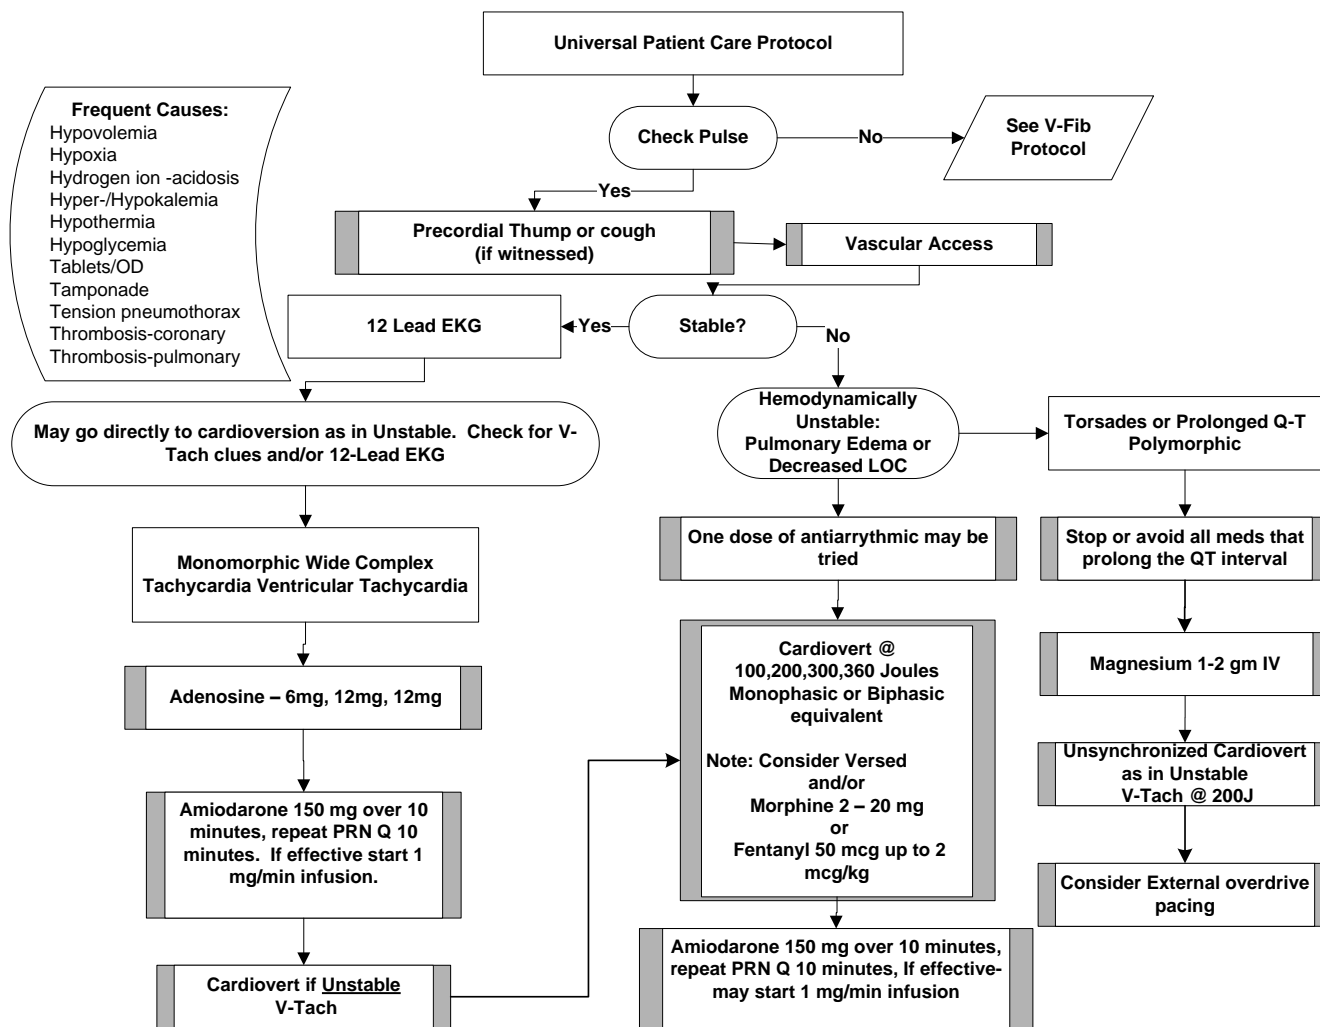 Universal Patient Care Protocol
Frequent Causes:
Hypovolemia
Hypoxia
Hydrogen ion -acidosis
Hyper-/Hypokalemia
Hypothermia
Hypoglycemia
Tablets/OD
Tamponade
Tension pneumothorax
Thrombosis-coronary
Thrombosis-pulmonary
Check Pulse
No
See V-Fib
Protocol
Yes
Precordial Thump or cough
(if witnessed)
Vascular Access
Stable?
Yes
12 Lead EKG
No
May go directly to cardioversion as in Unstable.  Check for V-
Tach clues and/or 12-Lead EKG
Hemodynamically
Unstable:
Pulmonary Edema or
Decreased LOC
Torsades or Prolonged Q-T
Polymorphic
Monomorphic Wide Complex
Tachycardia Ventricular Tachycardia
One dose of antiarrythmic may be
tried
Stop or avoid all meds that
prolong the QT interval
Adenosine – 6mg, 12mg, 12mg
Cardiovert @
100,200,300,360 Joules
Monophasic or Biphasic
equivalent
Note: Consider Versed
and/or
Morphine 2 – 20 mg
or
Fentanyl 50 mcg up to 2
mcg/kg
Magnesium 1-2 gm IV
Unsynchronized Cardiovert
as in Unstable
V-Tach @ 200J
Amiodarone 150 mg over 10
minutes, repeat PRN Q 10
minutes.  If effective start 1
mg/min infusion.
Consider External overdrive
pacing
Cardiovert if Unstable
V-Tach
Amiodarone 150 mg over 10 minutes,
repeat PRN Q 10 minutes, If effective-
may start 1 mg/min infusion